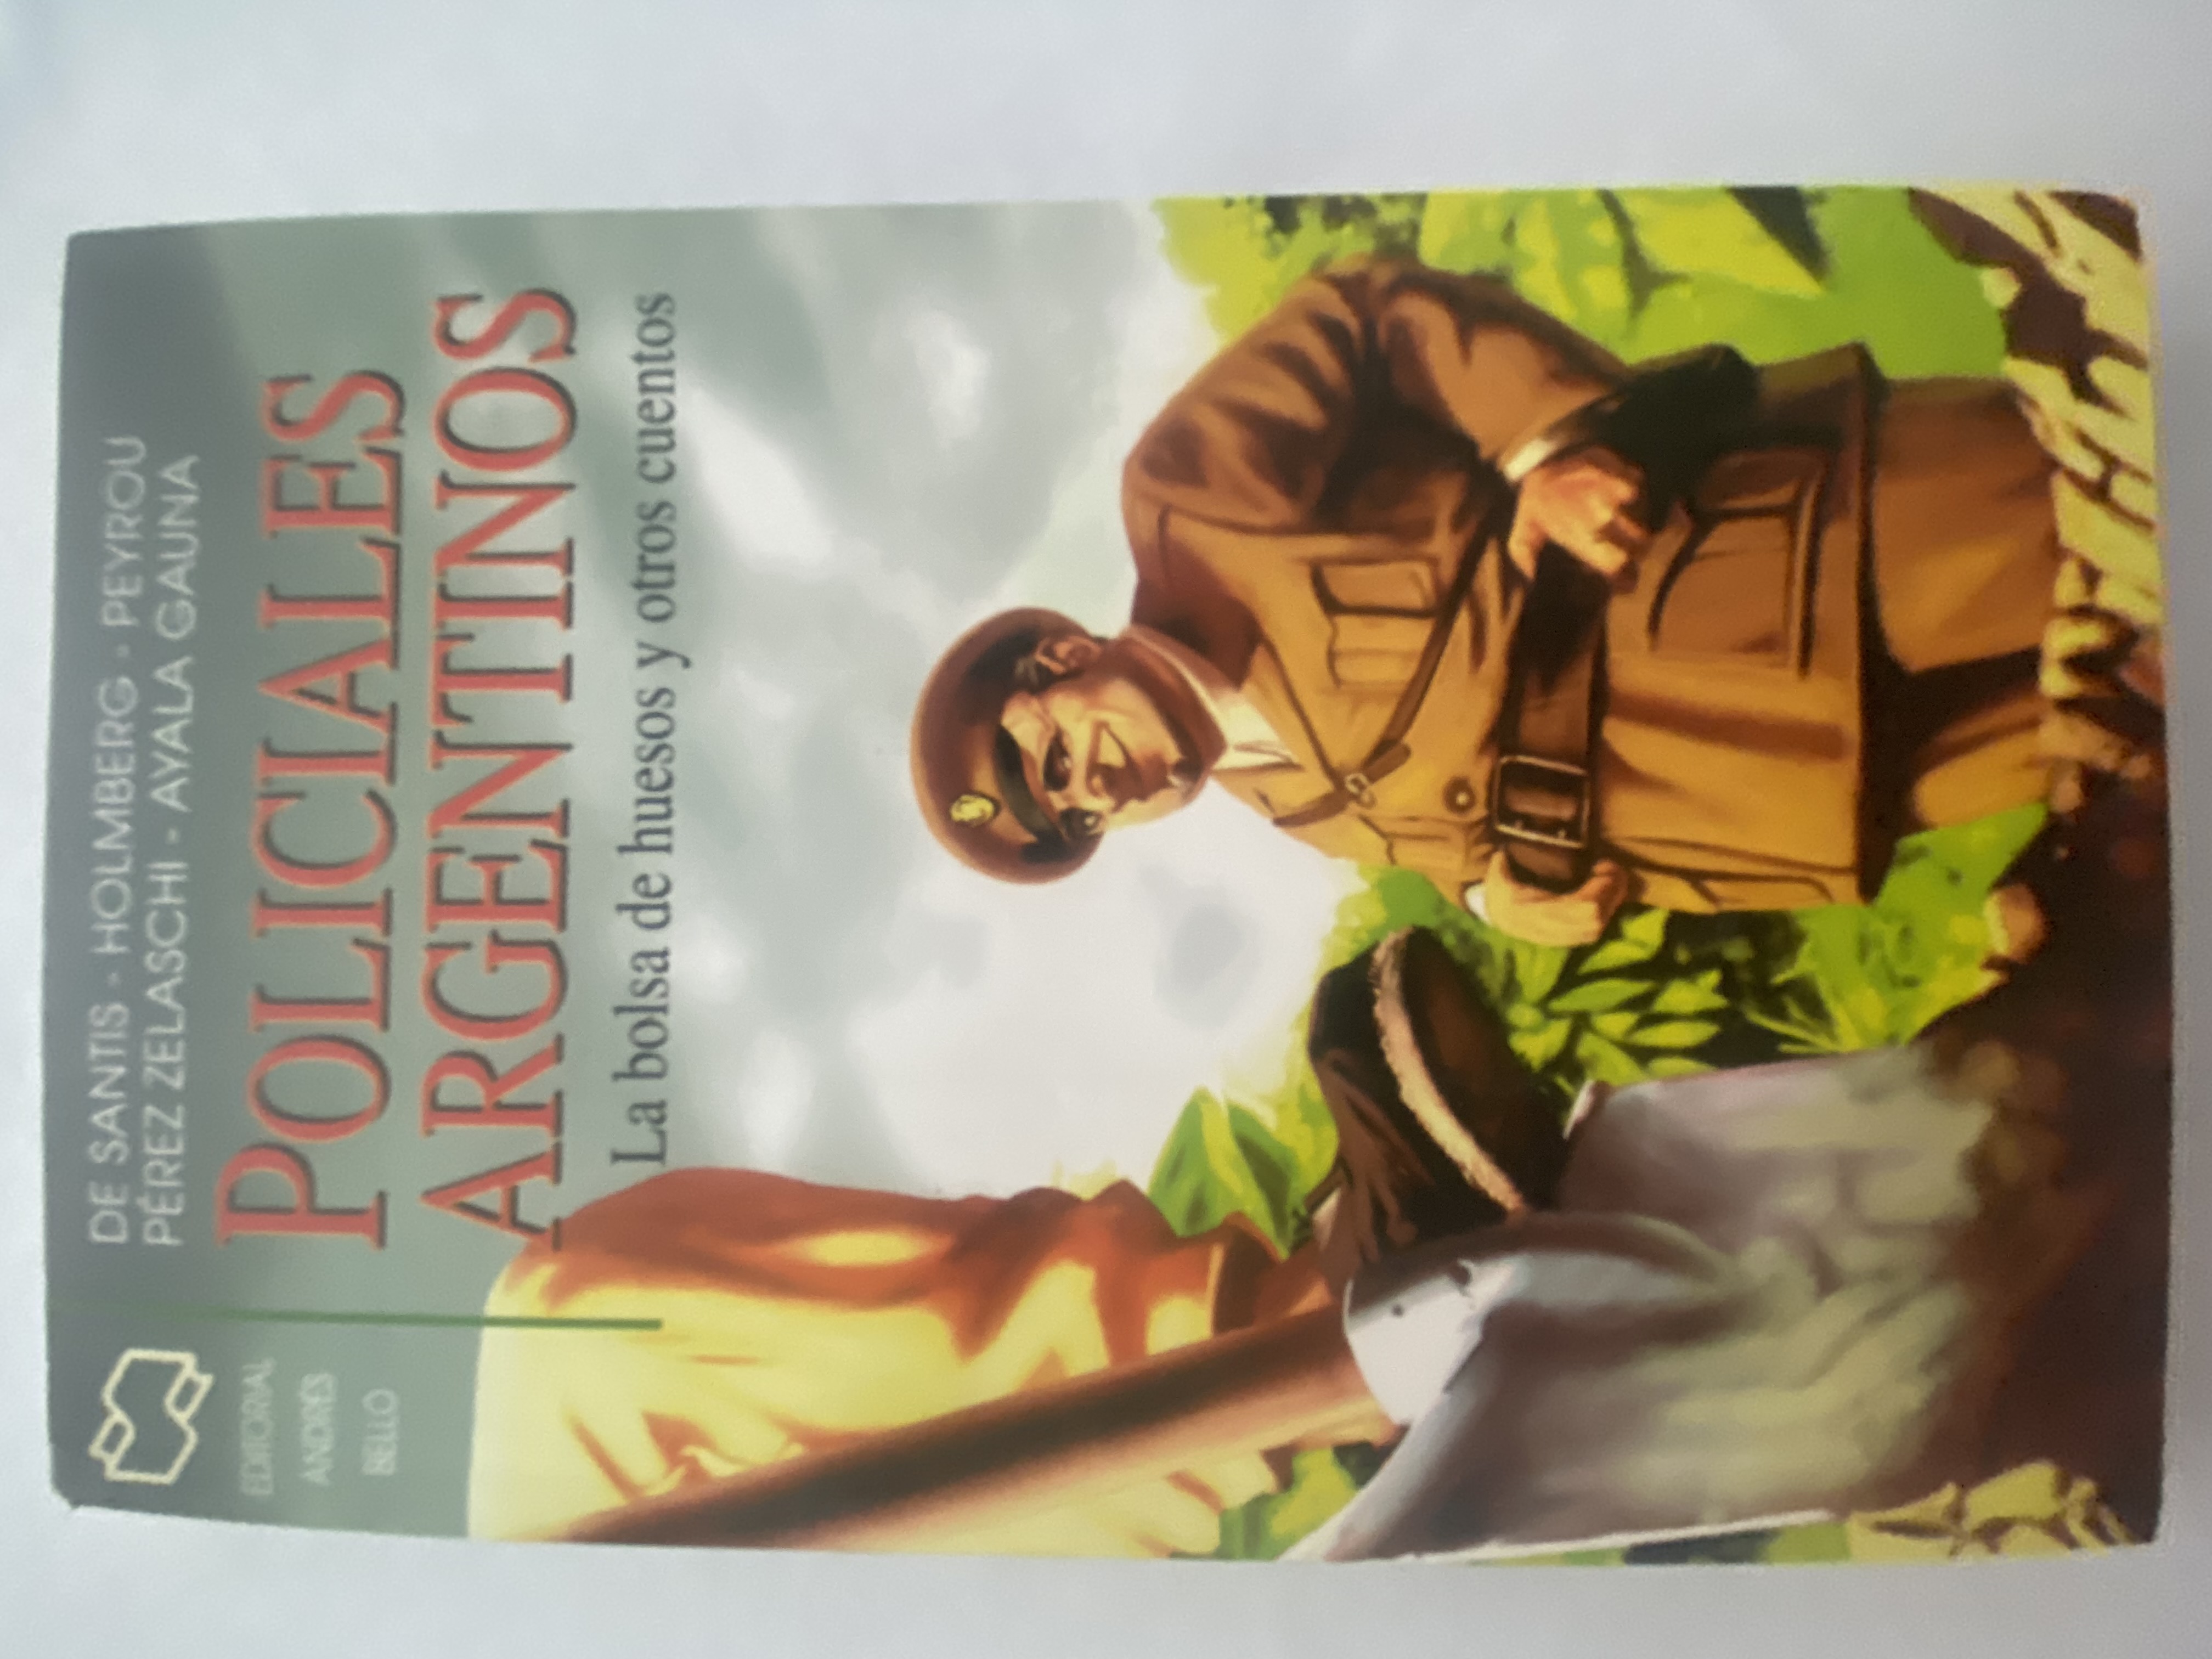 DE SANTIS - HOLMBERG - PEYROU
PÉREZ ZELASCHI - AYALA GAUNA
EDITORIAL
ANDRÉS
BELLO
POLICIALES
ARGENTINOS
La bolsa de huesos y otros cuentos